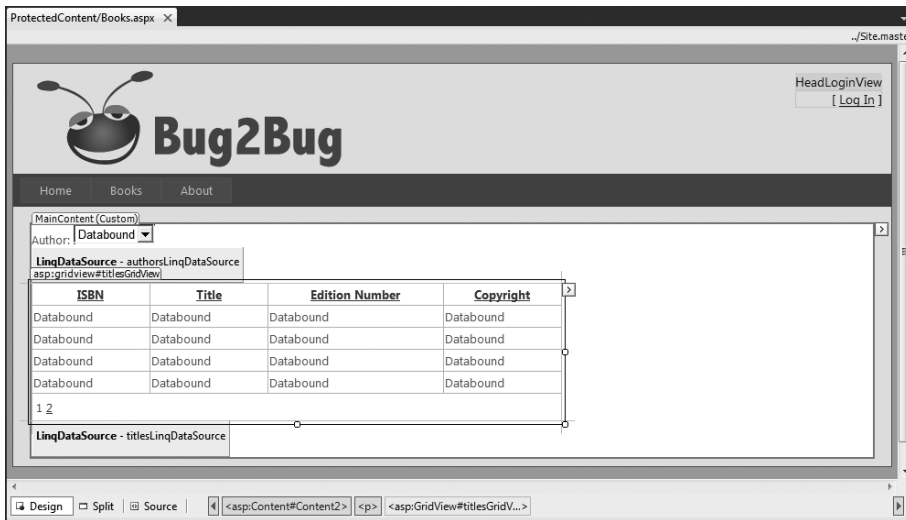 ProtectedContent/Books.aspx
../Site.maste
HeadLoginView
[ Log In ]
Bug2Bug
Home Books About
MainContent (Custom)
Author: Databound
LinqDataSource - authorsLinqDataSource
asp:gridview#titlesGridView
ISBN Title Edition Number Copyright
Databound Databound Databound Databound
Databound Databound Databound Databound
Databound Databound Databound Databound
Databound Databound Databound Databound
1 2
LinqDataSource - titlesLinqDataSource
Design Split Source <asp:Content#Content2> <p> <asp:GridView#titlesGridV...>